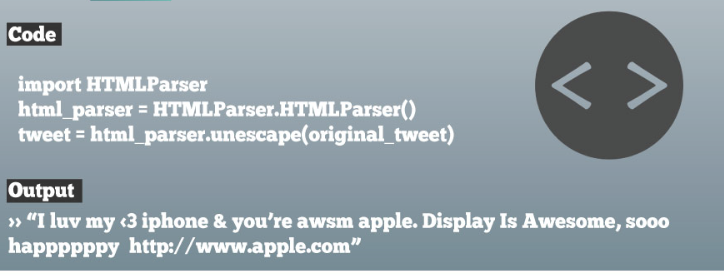 Code
import HTMLParser
html_parser = HTMLParser.HTMLParser()
tweet = html_parser.unescape(original_tweet)
< >
Output
›› “I luv my ‹3 iphone & you’re awsm apple. Display Is Awesome, sooo
happppppy http://www.apple.com”